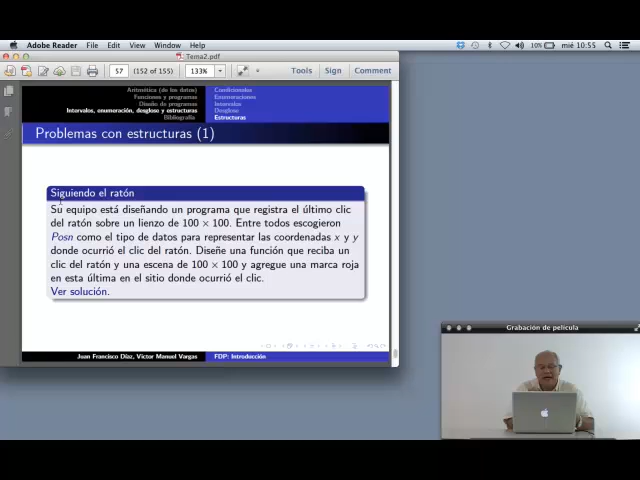 Adobe Reader File Edit View Window Help
10% mié 10:55
Tema2.pdf
57 (152 of 155) 133% Tools Sign Comment
Aritmética (de los datos)
Funciones y programas
Diseño de programas
Intervalos, enumeración, desglose y estructuras
Bibliografía
Condicionales
Enumeraciones
Intervalos
Desglose
Estructuras
Problemas con estructuras (1)
Siguiendo el ratón
Su equipo está diseñando un programa que registra el último clic
del ratón sobre un lienzo de 100 × 100. Entre todos escogieron
Posn como el tipo de datos para representar las coordenadas x y y
donde ocurrió el clic del ratón. Diseñe una función que reciba un
clic del ratón y una escena de 100 × 100 y agregue una marca roja
en esta última en el sitio donde ocurrió el clic.
Ver solución.
Juan Francisco Díaz, Victor Manuel Vargas FDP: Introducción
Grabación de película